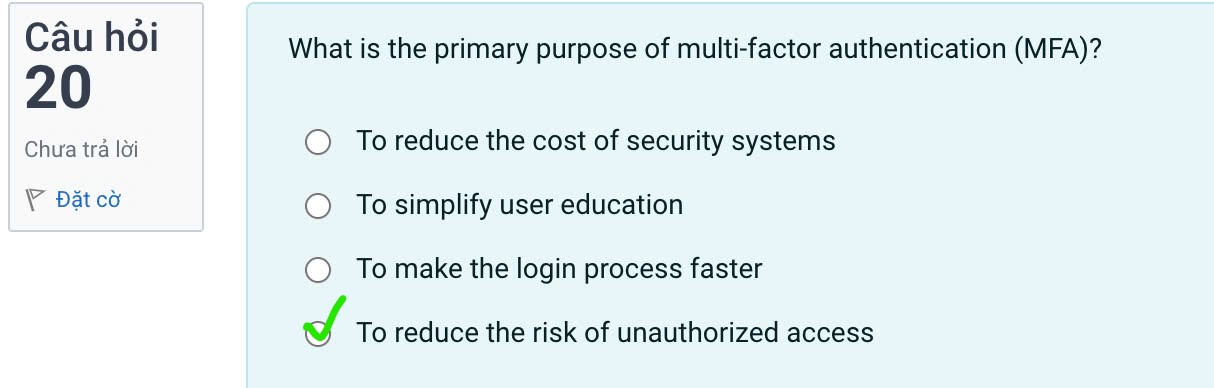 Câu hỏi
20
Chưa trả lời
Đặt cờ
What is the primary purpose of multi-factor authentication (MFA)?
To reduce the cost of security systems
To simplify user education
To make the login process faster
To reduce the risk of unauthorized access